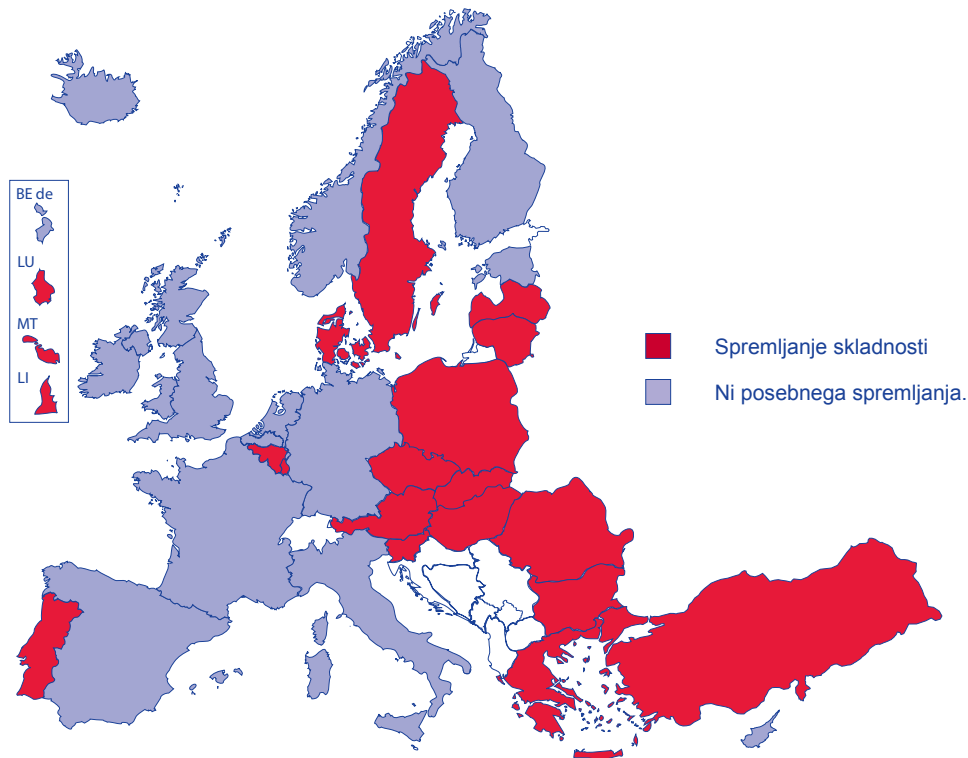 BE de
LU
MT
LI
Spremljanje skladnosti
Ni posebnega spremljanja.